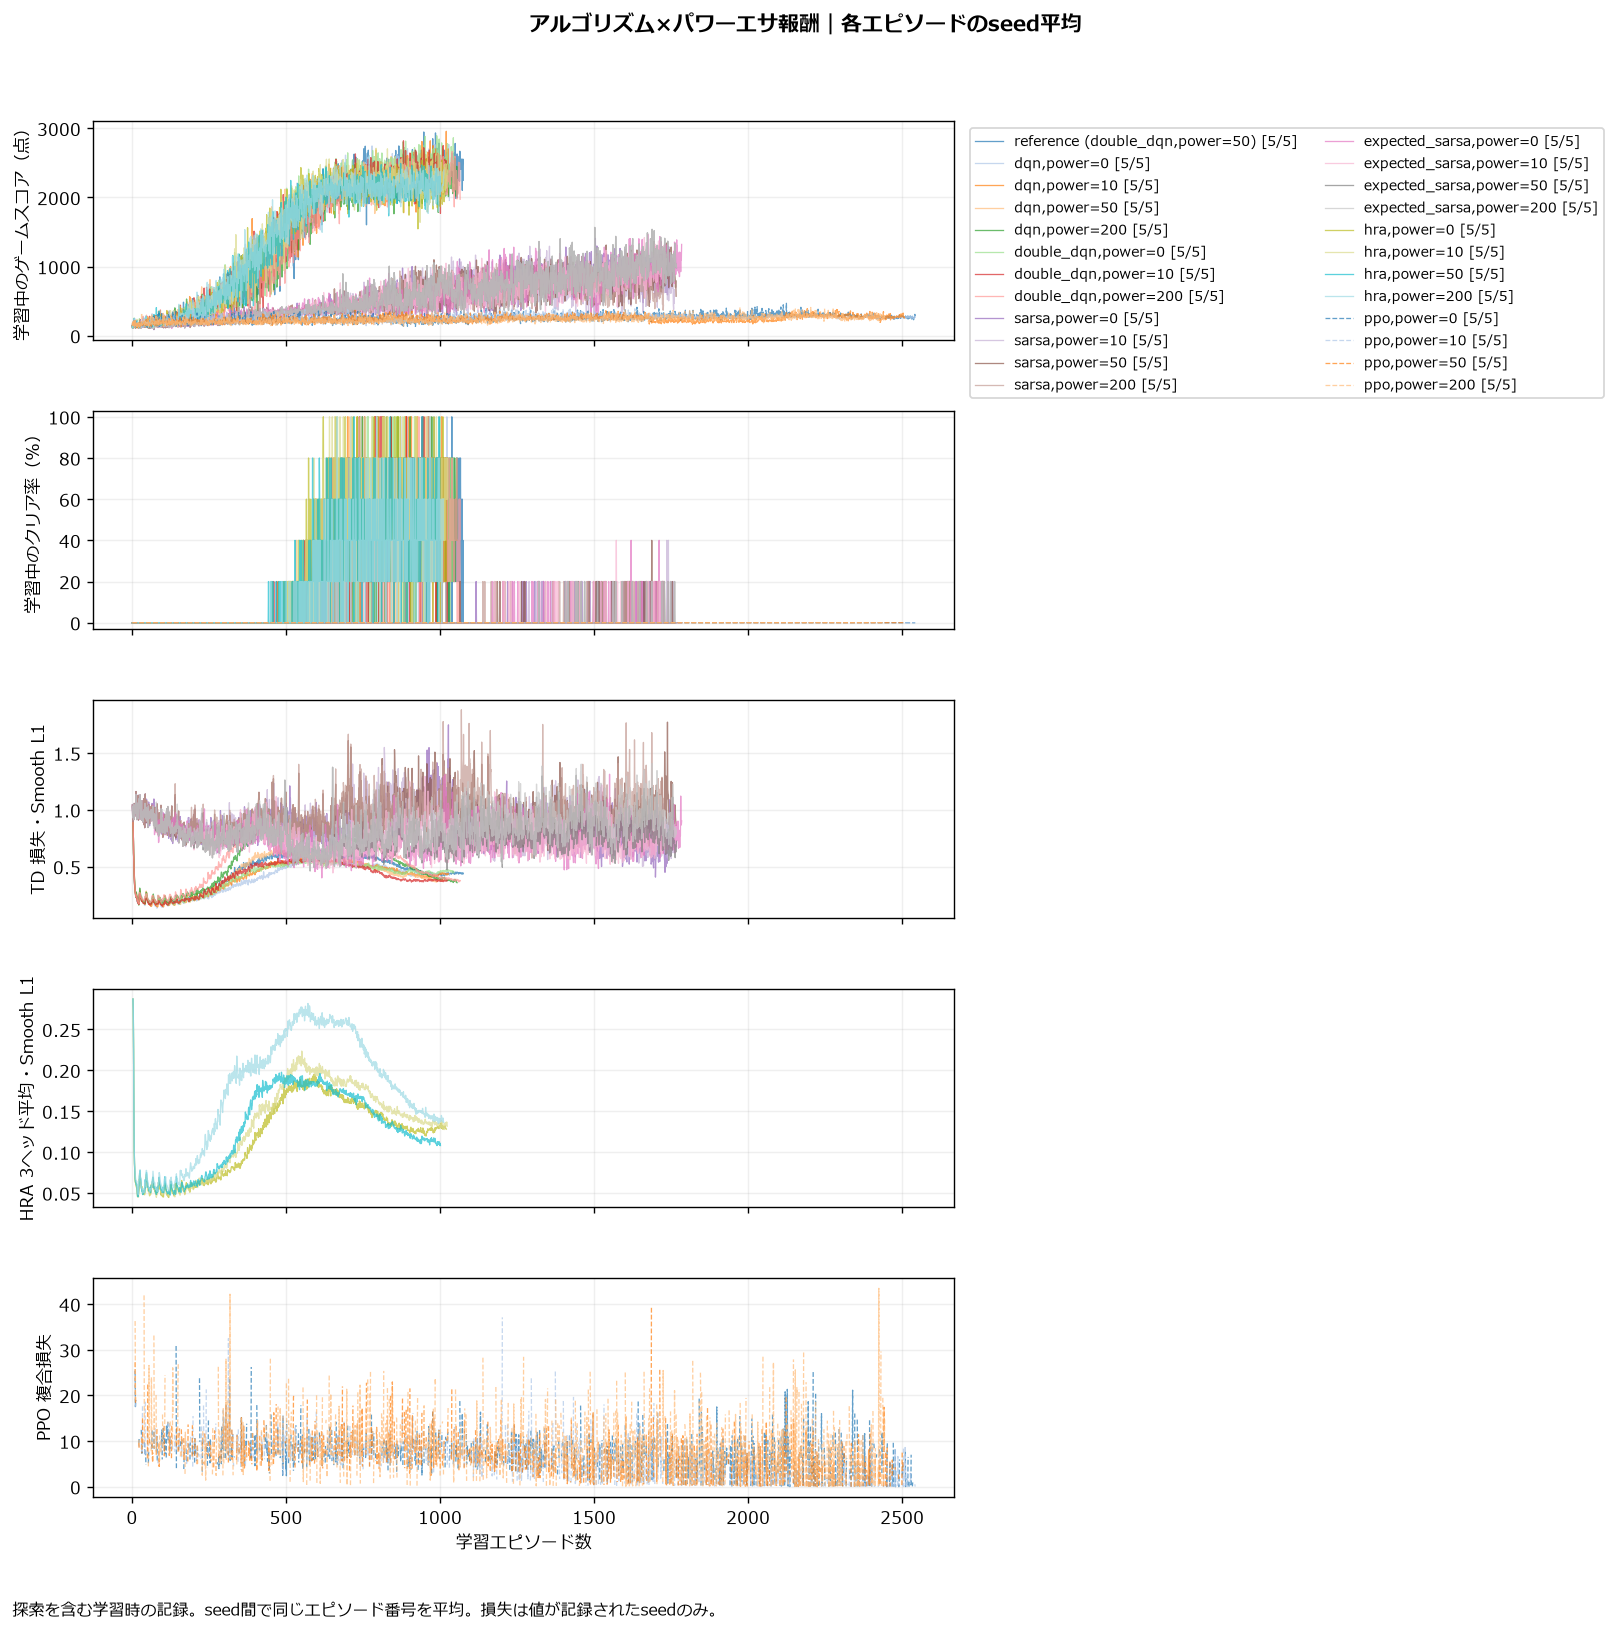 アルゴリズム×パワーエサ報酬｜各エピソードのseed平均
学習中のゲームスコア（点）
3000
2000
1000
0
reference (double_dqn,power=50) [5/5]
dqn,power=0 [5/5]
dqn,power=10 [5/5]
dqn,power=50 [5/5]
dqn,power=200 [5/5]
double_dqn,power=0 [5/5]
double_dqn,power=10 [5/5]
double_dqn,power=200 [5/5]
sarsa,power=0 [5/5]
sarsa,power=10 [5/5]
sarsa,power=50 [5/5]
sarsa,power=200 [5/5]
expected_sarsa,power=0 [5/5]
expected_sarsa,power=10 [5/5]
expected_sarsa,power=50 [5/5]
expected_sarsa,power=200 [5/5]
hra,power=0 [5/5]
hra,power=10 [5/5]
hra,power=50 [5/5]
hra,power=200 [5/5]
ppo,power=0 [5/5]
ppo,power=10 [5/5]
ppo,power=50 [5/5]
ppo,power=200 [5/5]
学習中のクリア率（%）
100
80
60
40
20
0
TD 損失・Smooth L1
1.5
1.0
0.5
HRA 3ヘッド平均・Smooth L1
0.25
0.20
0.15
0.10
0.05
PPO 複合損失
40
30
20
10
0
0
500
1000
1500
2000
2500
学習エピソード数
探索を含む学習時の記録。seed間で同じエピソード番号を平均。損失は値が記録されたseedのみ。